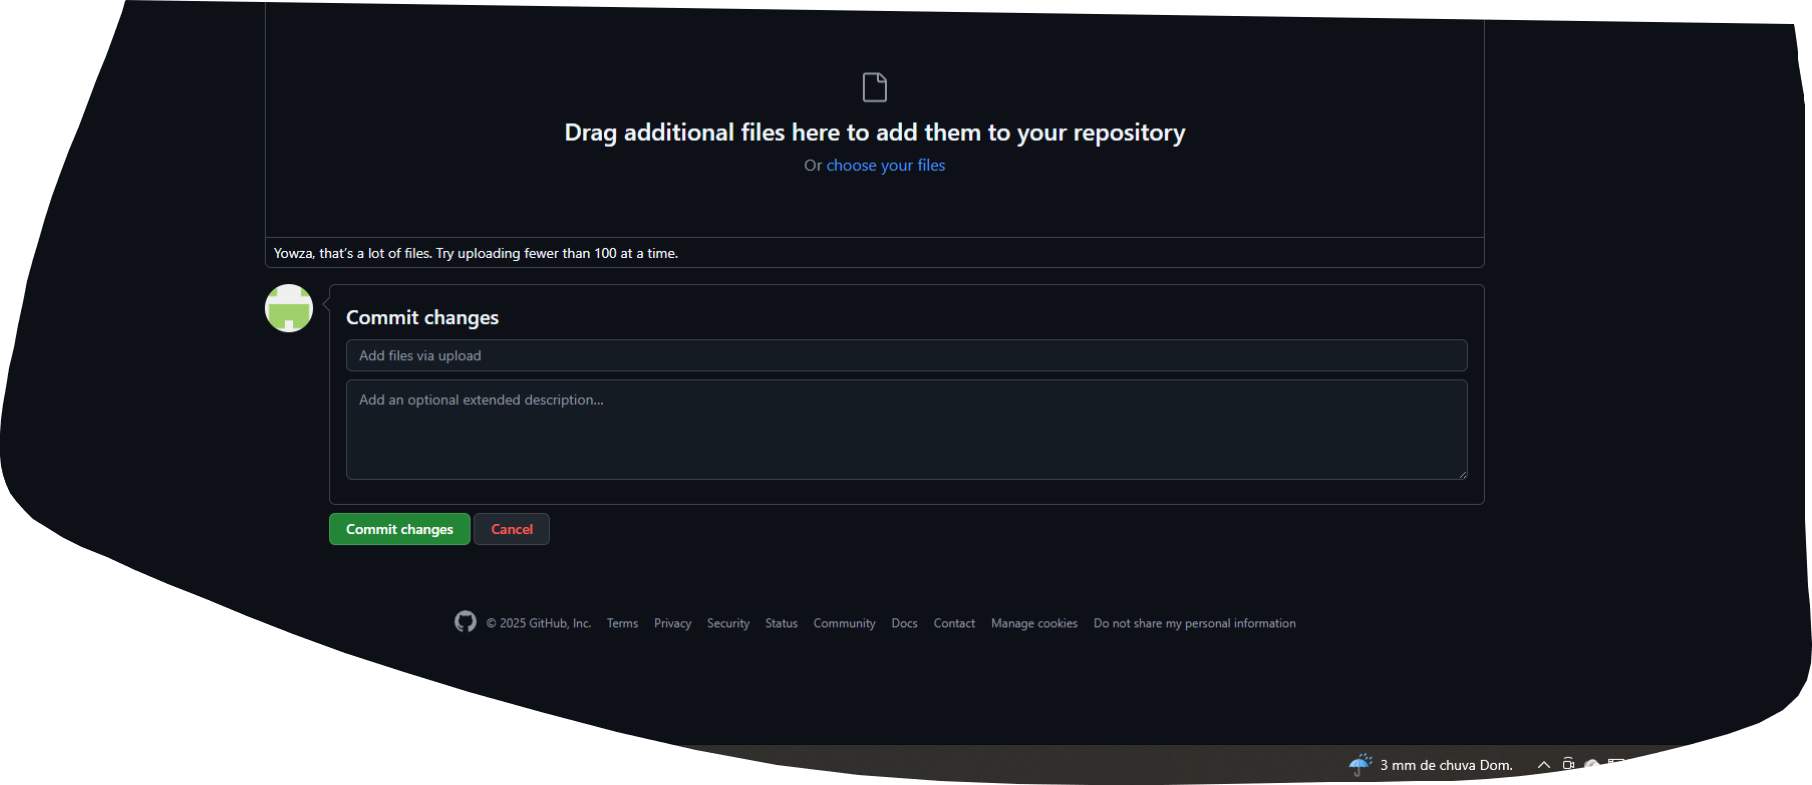 Drag additional files here to add them to your repository
Or choose your files
Yowza, that's a lot of files. Try uploading fewer than 100 at a time.
Commit changes
Add files via upload
Add an optional extended description...
Commit changes Cancel
© 2025 GitHub, Inc. Terms Privacy Security Status Community Docs Contact Manage cookies Do not share my personal information
3 mm de chuva Dom.